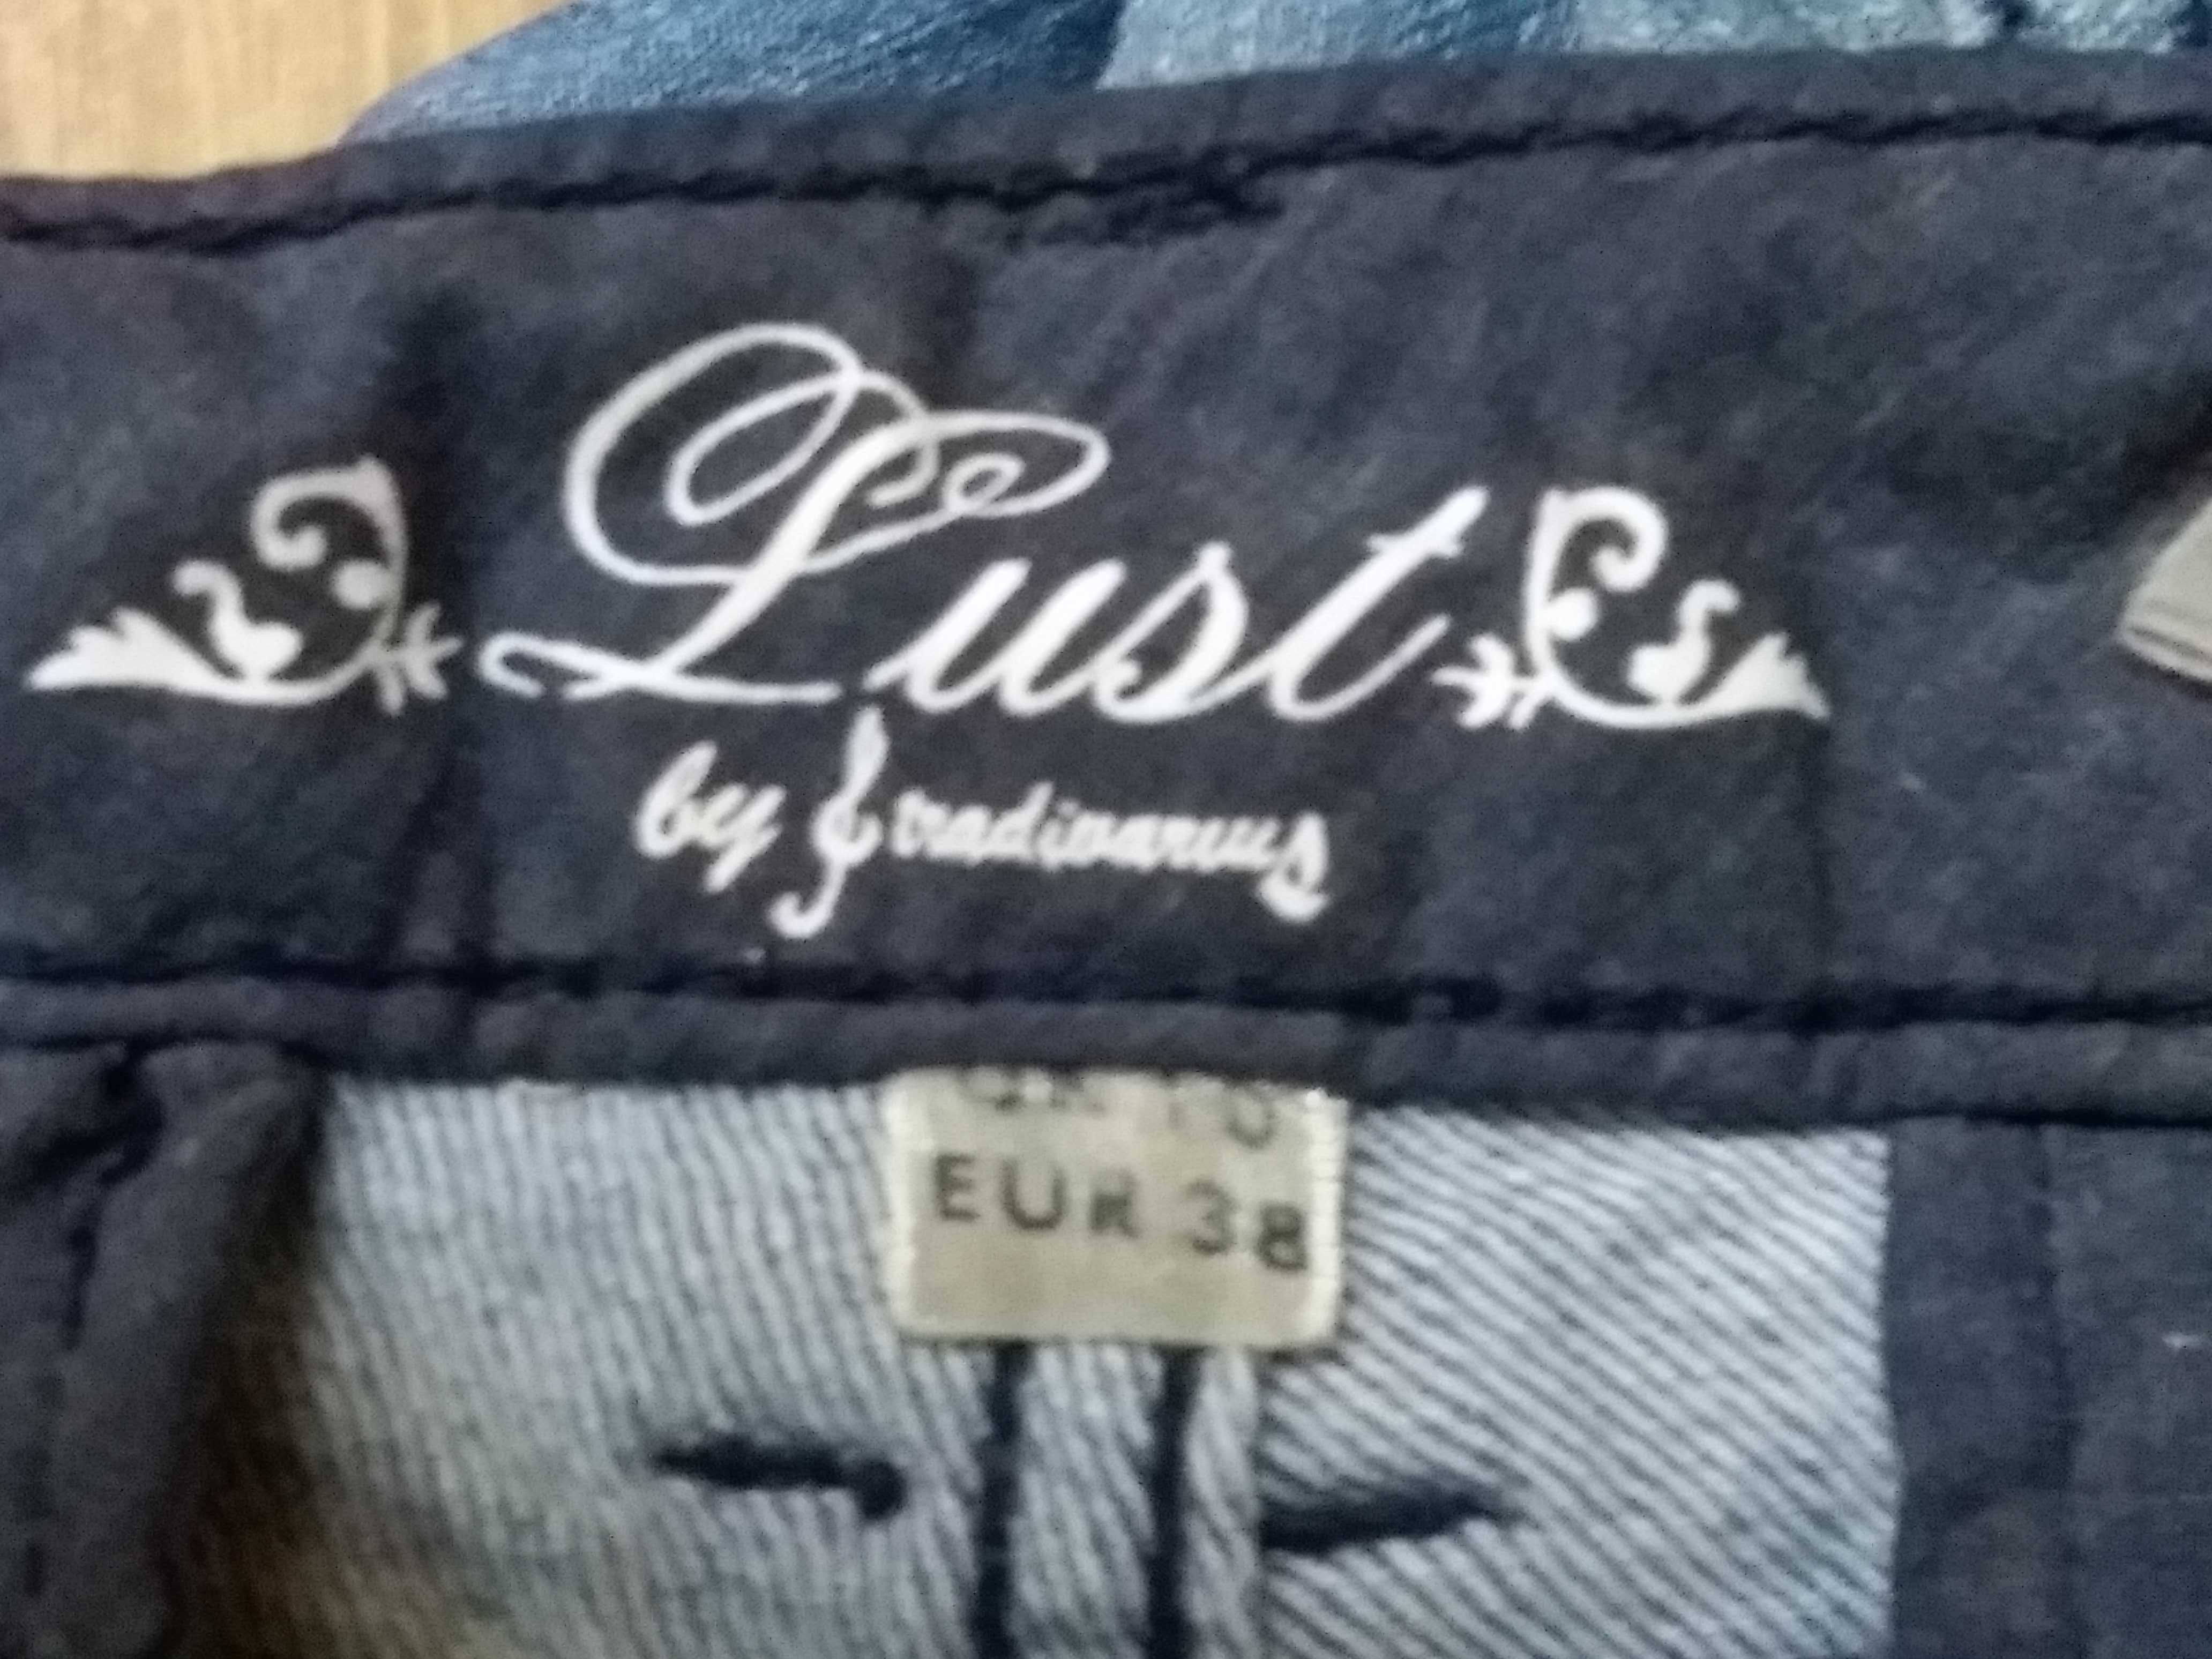 Lust
by Stradivarius
EUR 38